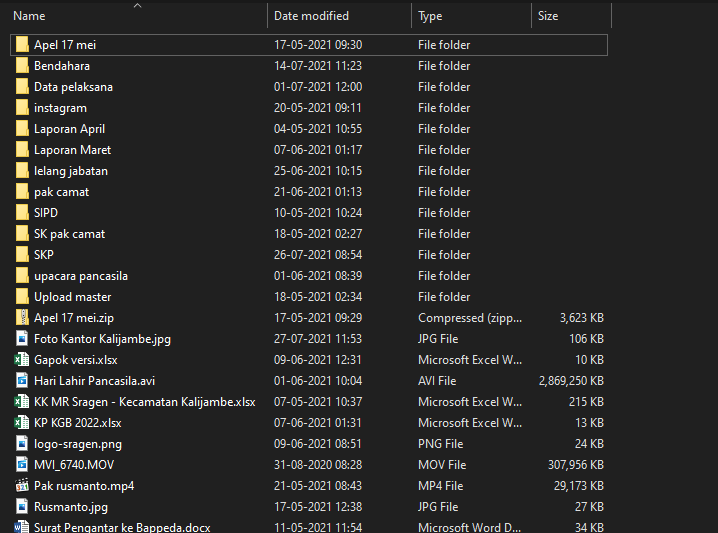 Name Date modified Type Size
Apel 17 mei 17-05-2021 09:30 File folder
Bendahara 14-07-2021 11:23 File folder
Data pelaksana 01-07-2021 12:00 File folder
instagram 20-05-2021 09:11 File folder
Laporan April 04-05-2021 10:55 File folder
Laporan Maret 07-06-2021 01:17 File folder
lelang jabatan 25-06-2021 10:15 File folder
pak camat 21-06-2021 01:13 File folder
SIPD 10-05-2021 10:24 File folder
SK pak camat 18-05-2021 02:27 File folder
SKP 26-07-2021 08:54 File folder
upacara pancasila 01-06-2021 08:39 File folder
Upload master 18-05-2021 02:34 File folder
Apel 17 mei.zip 17-05-2021 09:29 Compressed (zipp... 3,623 KB
Foto Kantor Kalijambe.jpg 27-07-2021 11:53 JPG File 106 KB
Gapok versi.xlsx 09-06-2021 12:31 Microsoft Excel W... 10 KB
Hari Lahir Pancasila.avi 01-06-2021 10:04 AVI File 2,869,250 KB
KK MR Sragen - Kecamatan Kalijambe.xlsx 07-05-2021 10:37 Microsoft Excel W... 215 KB
KP KGB 2022.xlsx 07-06-2021 01:31 Microsoft Excel W... 13 KB
logo-sragen.png 09-06-2021 08:51 PNG File 24 KB
MVI_6740.MOV 31-08-2020 08:28 MOV File 307,956 KB
Pak rusmanto.mp4 21-05-2021 08:43 MP4 File 29,173 KB
Rusmanto.jpg 17-05-2021 12:38 JPG File 27 KB
Surat Pengantar ke Bappeda.docx 11-05-2021 11:54 Microsoft Word D... 34 KB